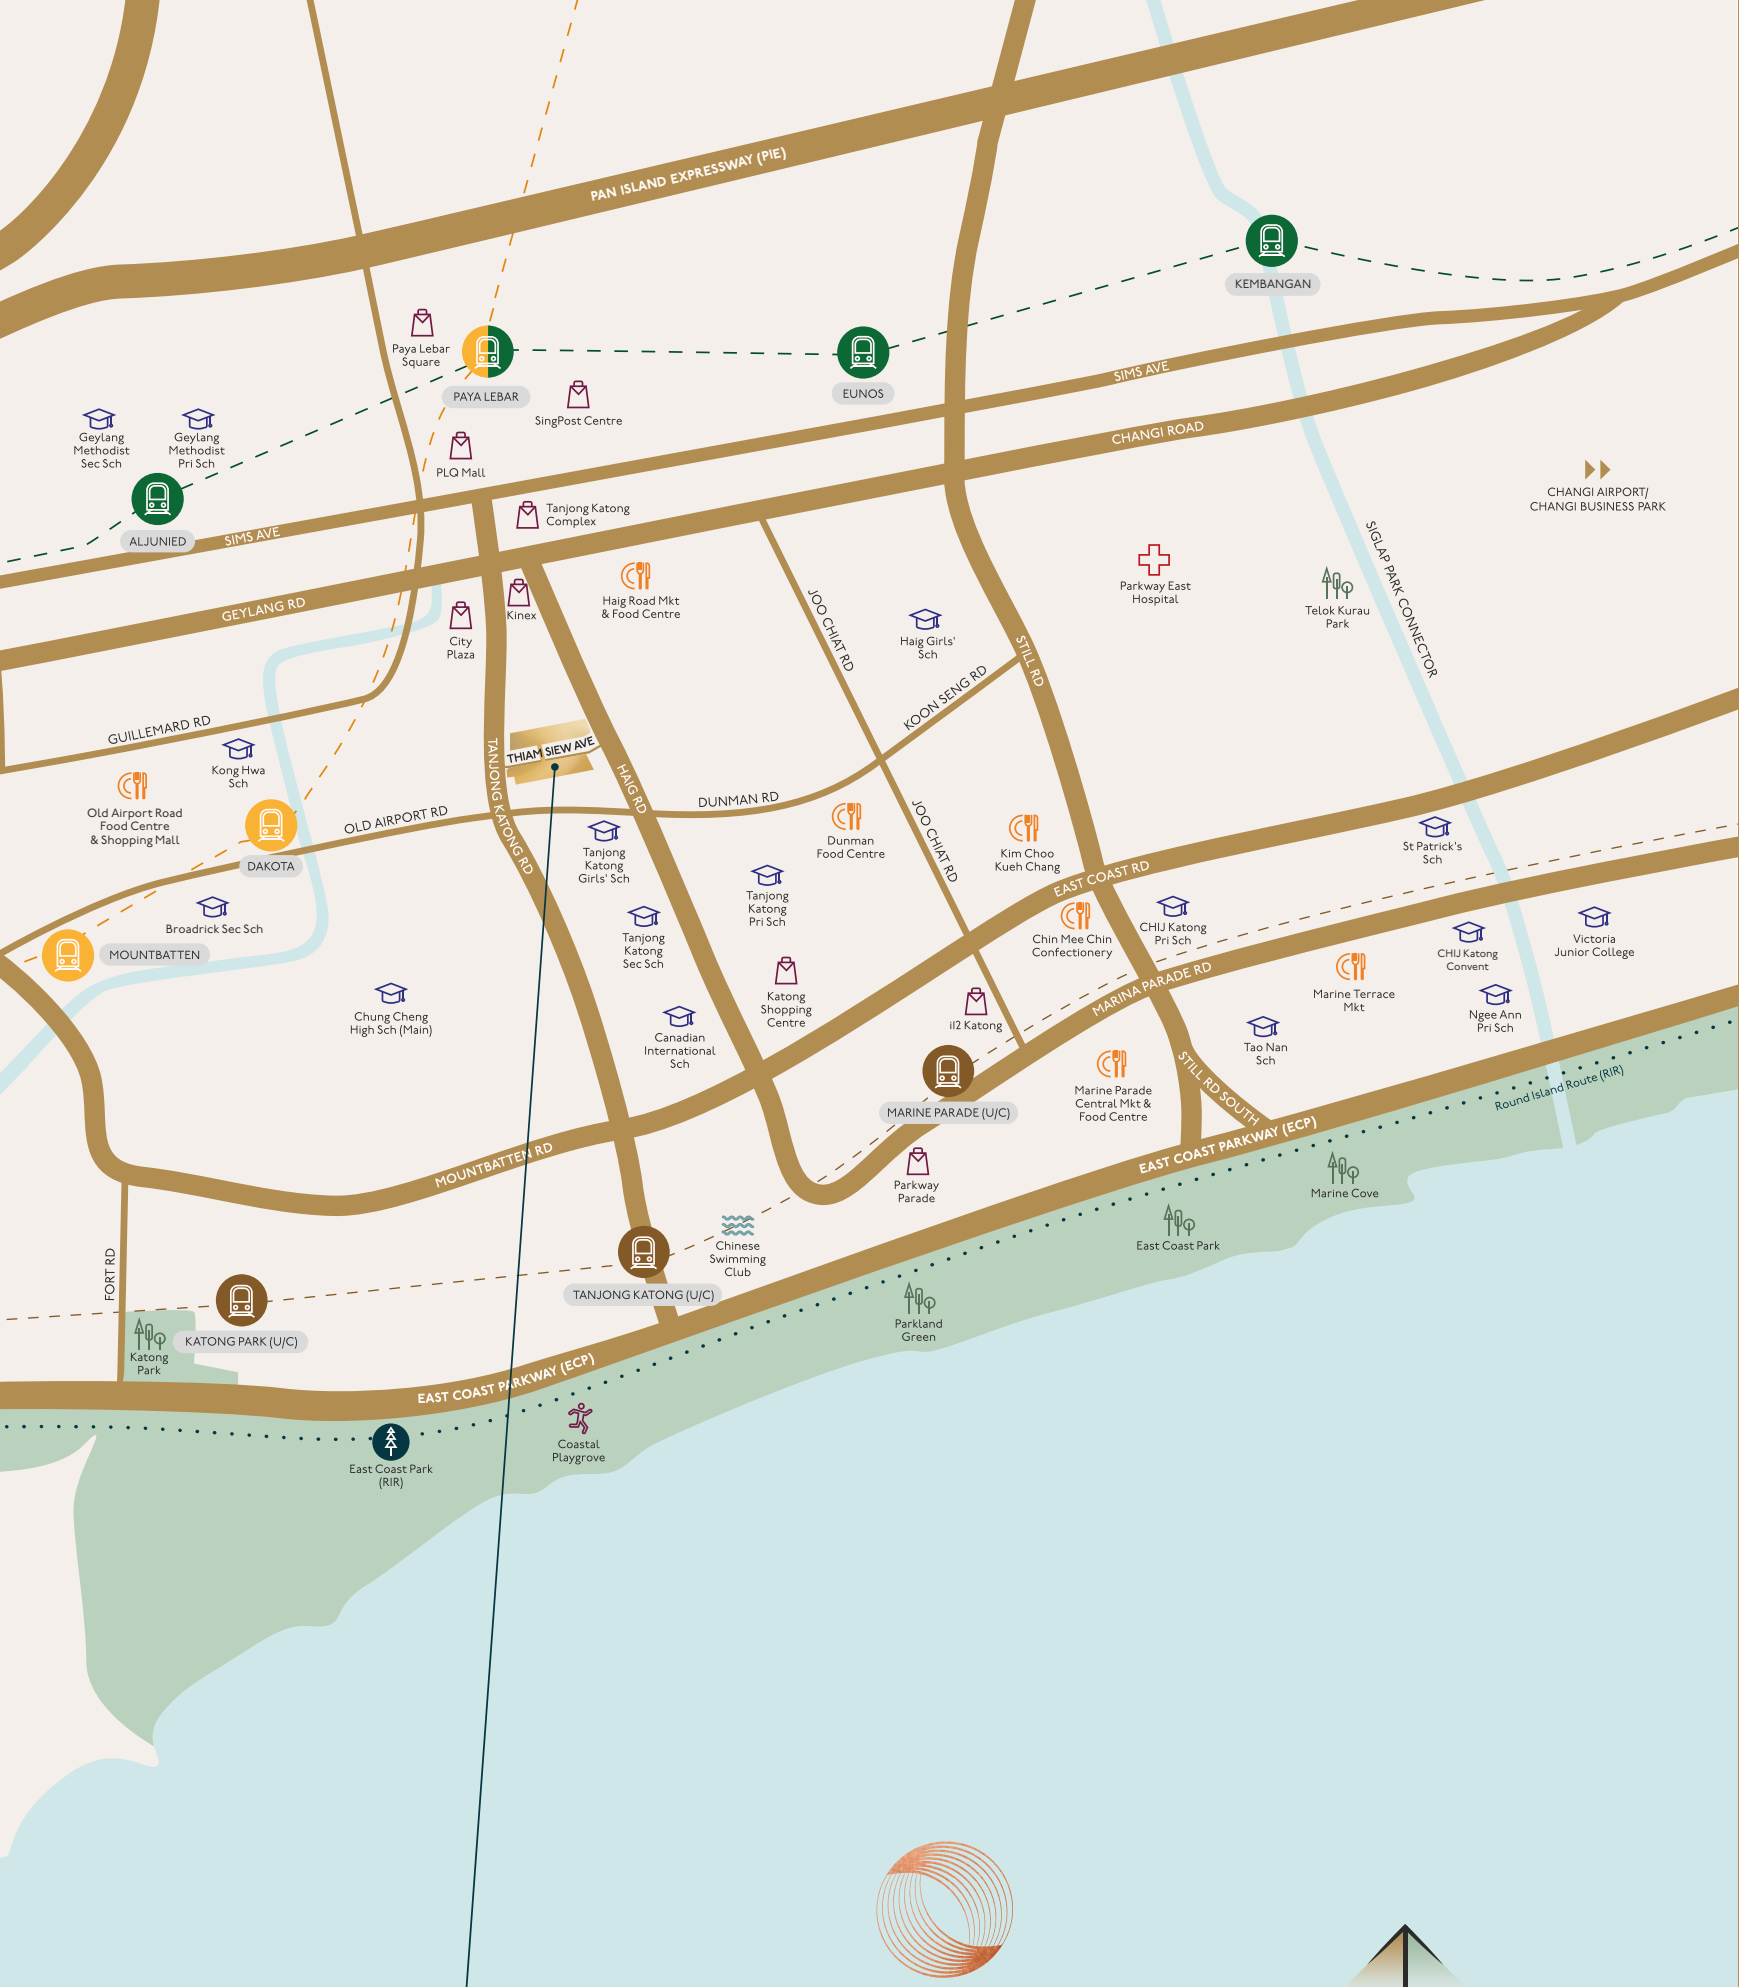 PAN ISLAND EXPRESSWAY (PIE)
KEMBANGAN
Paya Lebar
Square
PAYA LEBAR
EUNOS
SIMS AVE
SingPost Centre
CHANGI ROAD
Geylang
Methodist
Sec Sch
Geylang
Methodist
Pri Sch
PLQ Mall
ALJUNIED
SIMS AVE
Tanjong Katong
Complex
CHANGI AIRPORT/
CHANGI BUSINESS PARK
SIGLAP PARK CONNECTOR
GEYLANG RD
Kinex
City
Plaza
Haig Road Mkt
& Food Centre
JOO CHIAT RD
Haig Girls'
Sch
STILL RD
Parkway East
Hospital
Telok Kurau
Park
KOON SENG RD
GUILLEMARD RD
Kong Hwa
Sch
THIAM SIEW AVE
TANJONG KATONG RD
HAIG RD
Old Airport Road
Food Centre
& Shopping Mall
OLD AIRPORT RD
DUNMAN RD
DAKOTA
Tanjong
Katong
Girls' Sch
Dunman
Food Centre
JOO CHIAT RD
Kim Choo
Kueh Chang
EAST COAST RD
St Patrick's
Sch
Tanjong
Katong
Pri Sch
Broadrick Sec Sch
MOUNTBATTEN
Tanjong
Katong
Sec Sch
Chin Mee Chin
Confectionery
CHIJ Katong
Pri Sch
CHIJ Katong
Convent
Victoria
Junior College
MARINA PARADE RD
Chung Cheng
High Sch (Main)
Katong
Shopping
Centre
i12 Katong
Marine Terrace
Mkt
Ngee Ann
Pri Sch
Canadian
International
Sch
Tao Nan
Sch
STILL RD SOUTH
MARINE PARADE (U/C)
Marine Parade
Central Mkt &
Food Centre
Round Island Route (RIR)
EAST COAST PARKWAY (ECP)
MOUNTBATTEN RD
Parkway
Parade
Marine Cove
East Coast Park
FORT RD
Chinese
Swimming
Club
TANJONG KATONG (U/C)
Parkland
Green
KATONG PARK (U/C)
Katong
Park
EAST COAST PARKWAY (ECP)
Coastal
Playgrove
East Coast Park
(RIR)